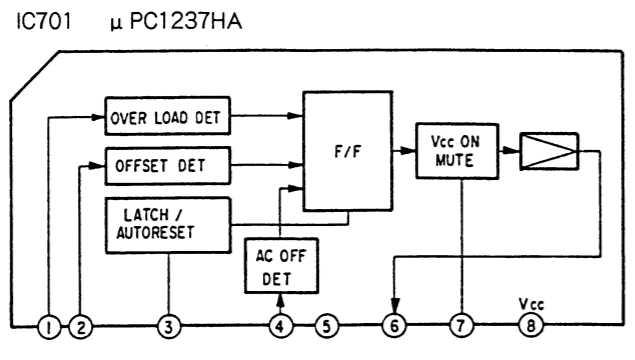 IC701 μ PC1237HA
OVER LOAD DET
OFFSET DET
LATCH /
AUTORESET
AC OFF
DET
F/F
Vcc ON
MUTE
Vcc
1 2 3 4 5 6 7 8